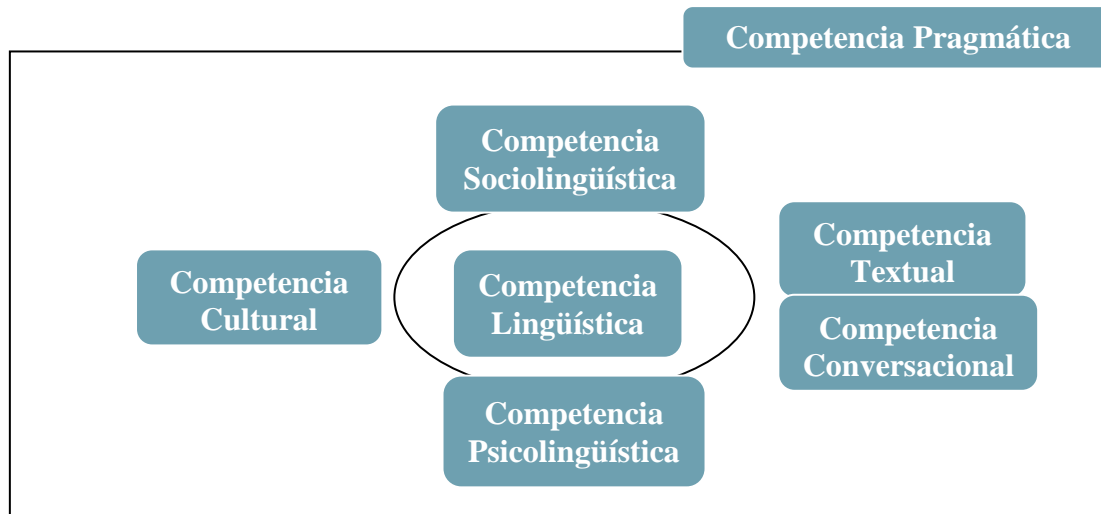 Competencia Pragmática
Competencia
Sociolingüística
Competencia
Cultural
Competencia
Lingüística
Competencia
Textual
Competencia
Conversacional
Competencia
Psicolingüística